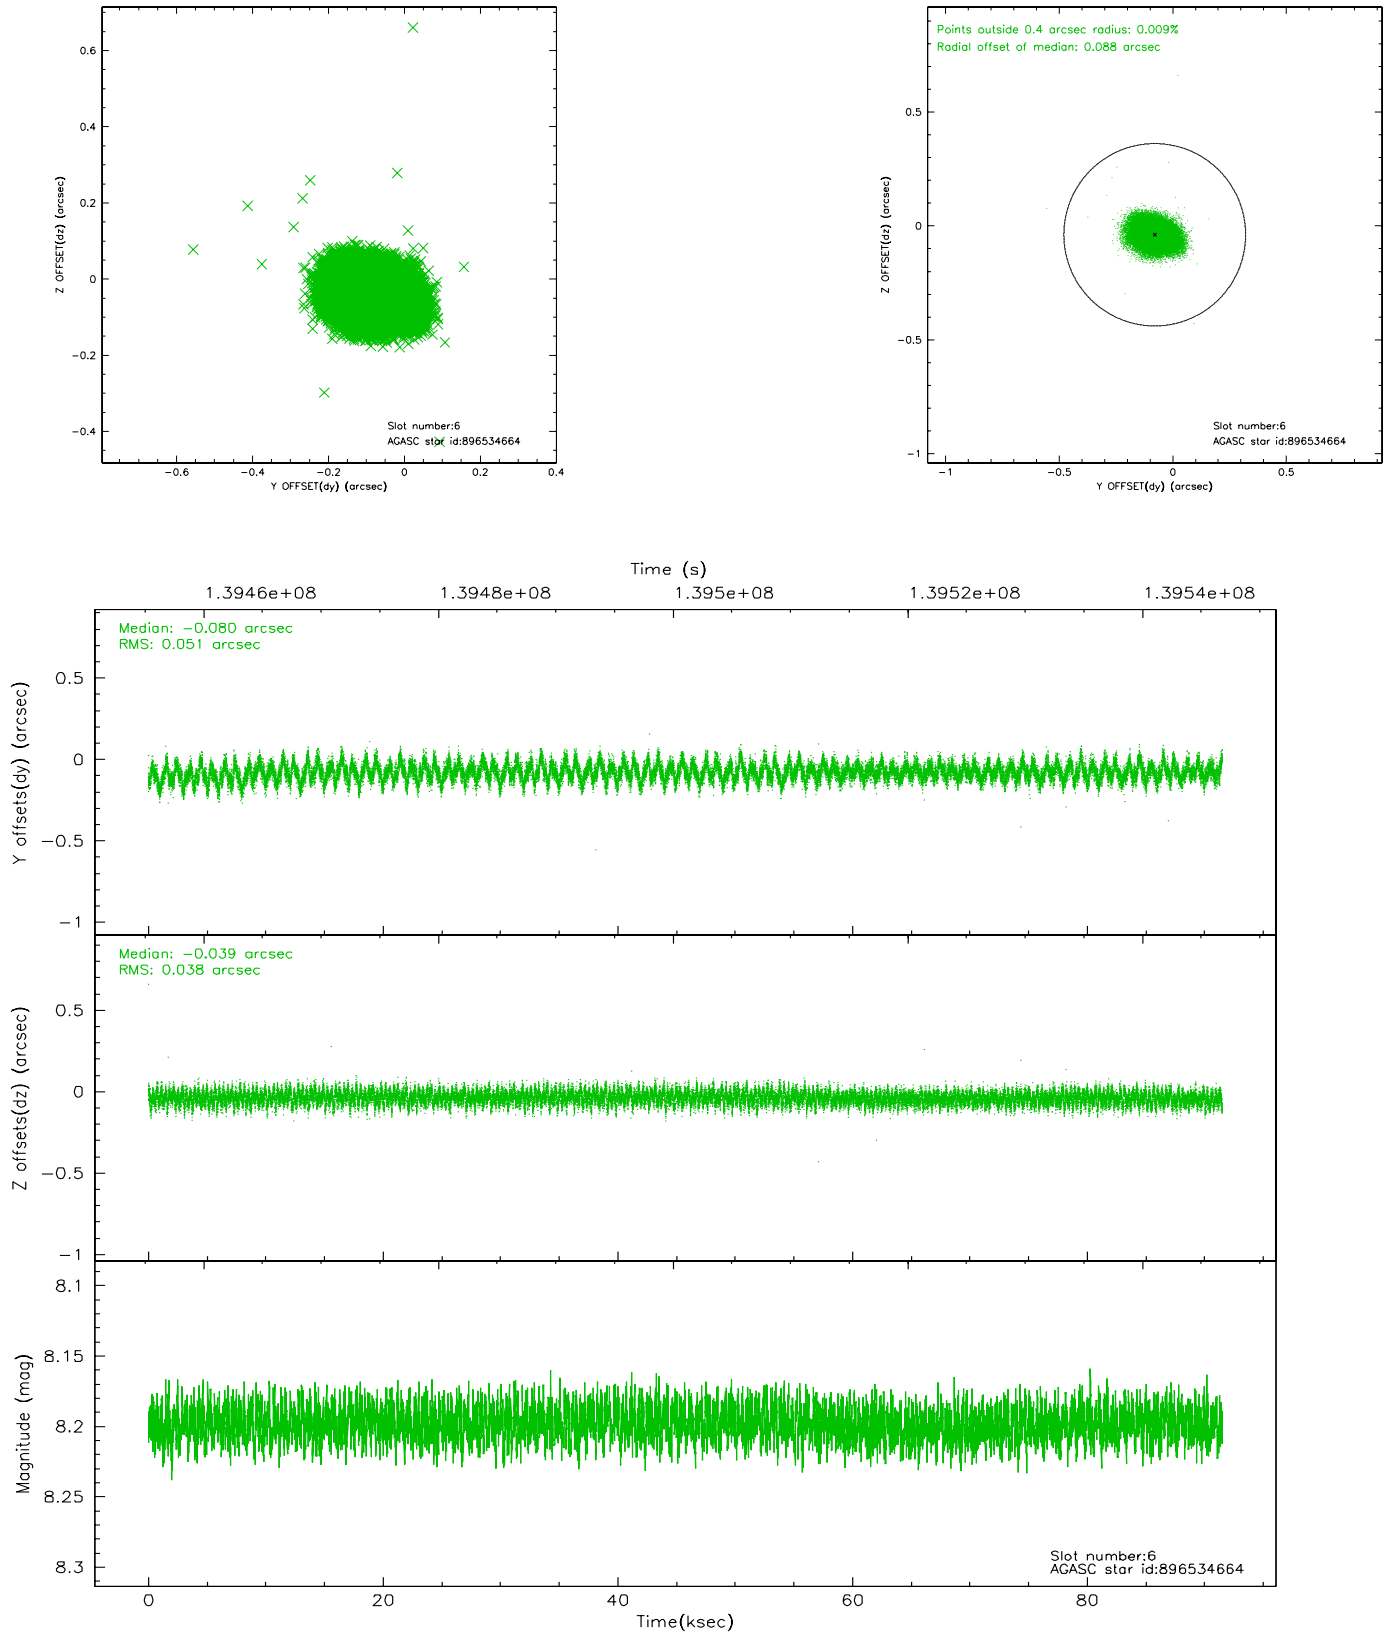 0.6
0.4
0.2
0
−0.2
−0.4
Z OFFSET(dz) (arcsec)
Slot number:6
AGASC star id:896534664
−0.6 −0.4 −0.2 0 0.2 0.4
Y OFFSET(dy) (arcsec)
Points outside 0.4 arcsec radius: 0.009%
Radial offset of median: 0.088 arcsec
0.5
0
−0.5
−1
Z OFFSET(dz) (arcsec)
Slot number:6
AGASC star id:896534664
−1 −0.5 0 0.5
Y OFFSET(dy) (arcsec)
Time (s)
1.3946e+08 1.3948e+08 1.395e+08 1.3952e+08 1.3954e+08
Median: −0.080 arcsec
RMS: 0.051 arcsec
0.5
0
−0.5
−1
Y offsets(dy) (arcsec)
Median: −0.039 arcsec
RMS: 0.038 arcsec
0.5
0
−0.5
−1
Z offsets(dz) (arcsec)
8.1
8.15
8.2
8.25
8.3
Magnitude (mag)
Slot number:6
AGASC star id:896534664
0 20 40 60 80
Time(ksec)